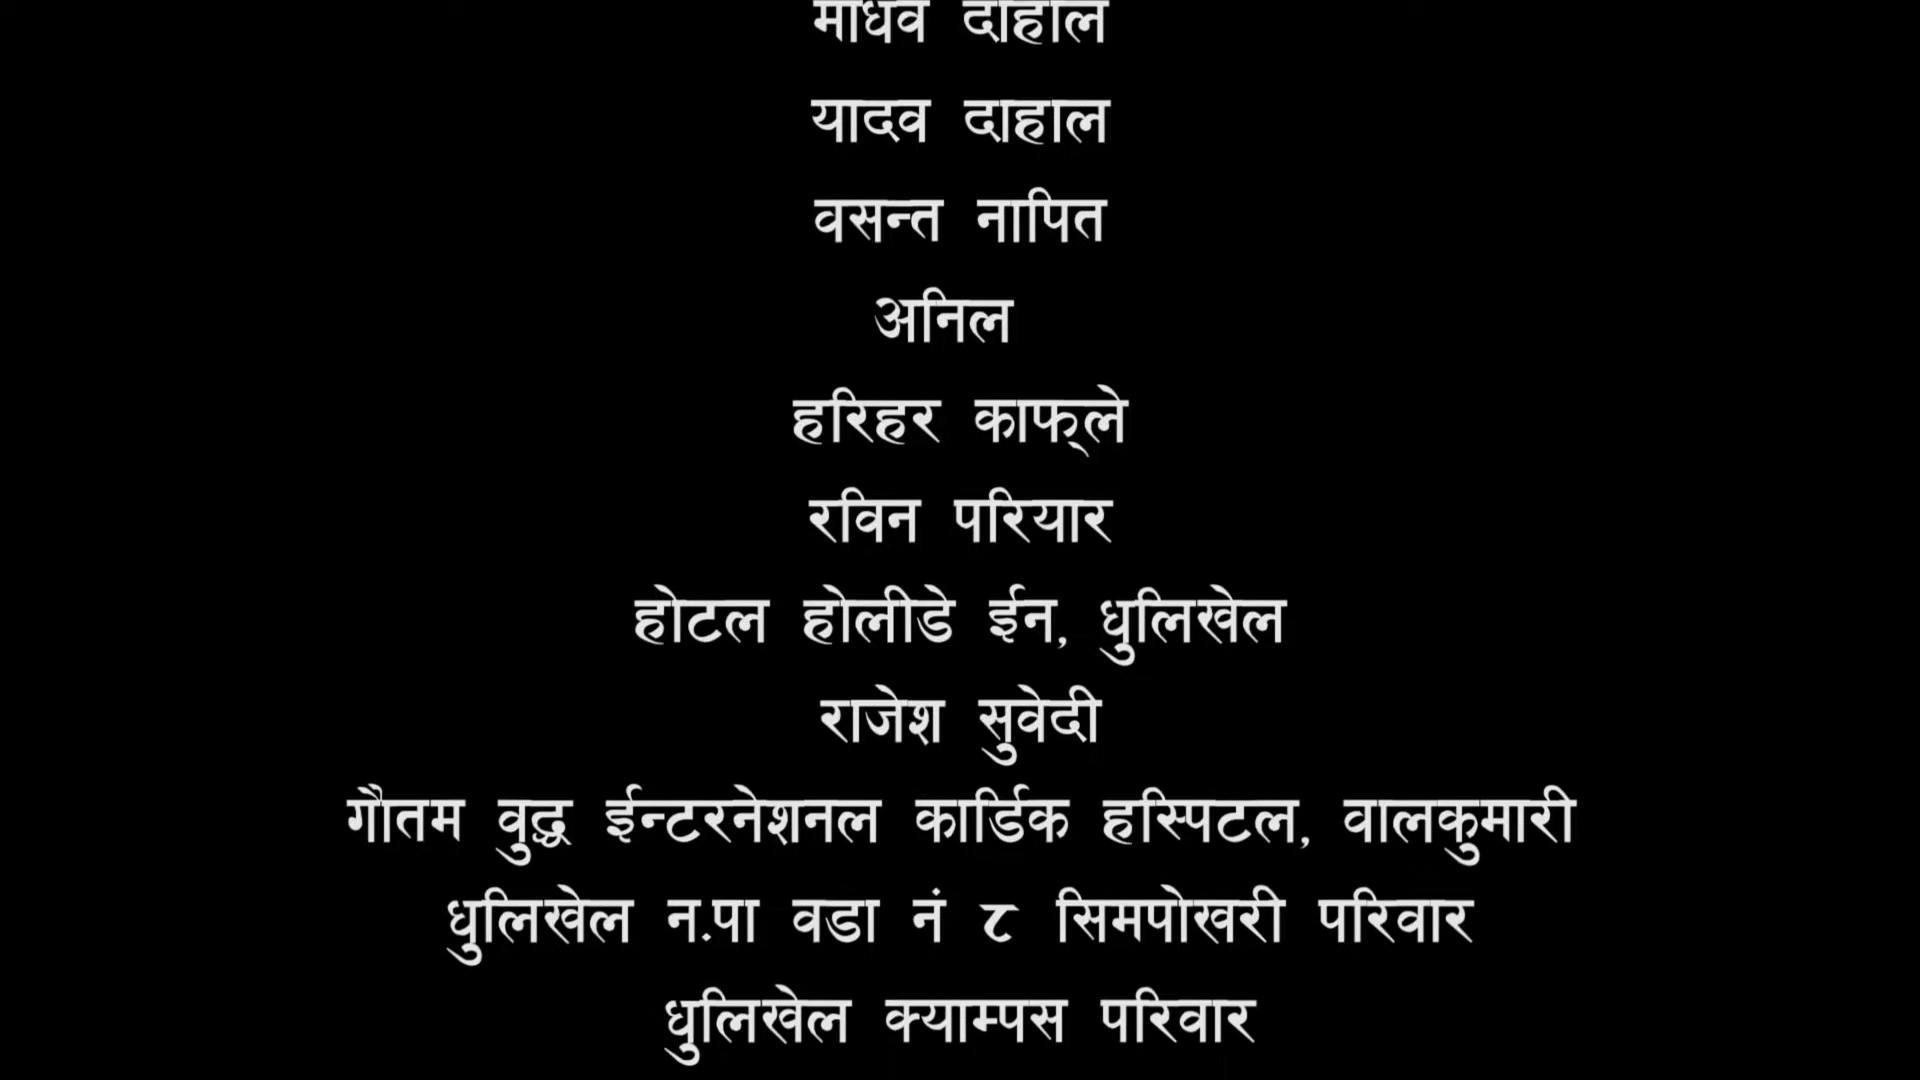 माधव दाहाल
यादव दाहाल
वसन्त नापित
अनिल
हरिहर काफ्ले
रविन परियार
होटल होलीडे ईन, धुलिखेल
राजेश सुवेदी
गौतम वुद्ध ईन्टरनेशनल कार्डिक हस्पिटल, वालकुमारी
धुलिखेल न.पा वडा नं ८ सिमपोखरी परिवार
धुलिखेल क्याम्पस परिवार